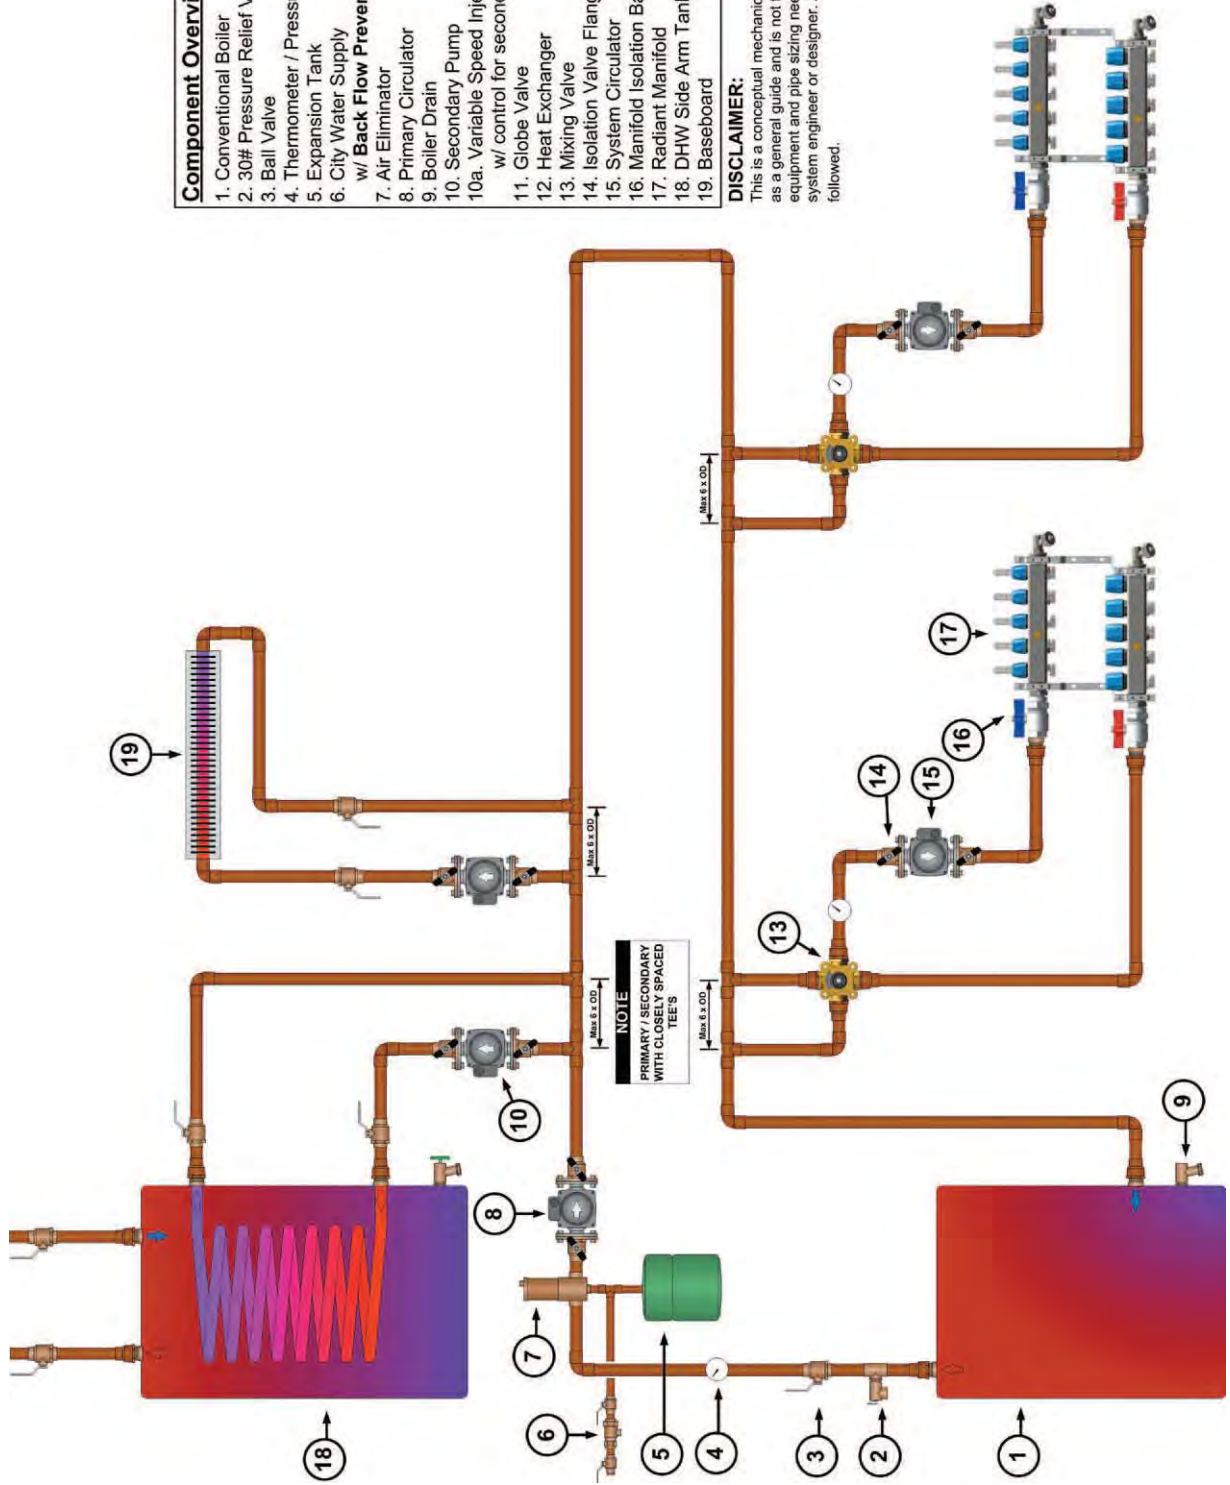 Component Overvi
1. Conventional Boiler
2. 30# Pressure Relief V
3. Ball Valve
4. Thermometer / Press
5. Expansion Tank
6. City Water Supply
w/ Back Flow Preven
7. Air Eliminator
8. Primary Circulator
9. Boiler Drain
10. Secondary Pump
10a. Variable Speed Inje
w/ control for second
11. Globe Valve
12. Heat Exchanger
13. Mixing Valve
14. Isolation Valve Flang
15. System Circulator
16. Manifold Isolation Ba
17. Radiant Manifold
18. DHW Side Arm Tank
19. Baseboard
DISCLAIMER:
This is a conceptual mechanic
as a general guide and is not f
equipment and pipe sizing nee
system engineer or designer.
followed.
19
Max 6 x OD
Max 6 x OD
17
16
14
15
NOTE
PRIMARY / SECONDARY
WITH CLOSELY SPACED
TEE'S
13
Max 6 x OD
Max 6 x OD
10
9
8
7
18
6
5
4
3
2
1